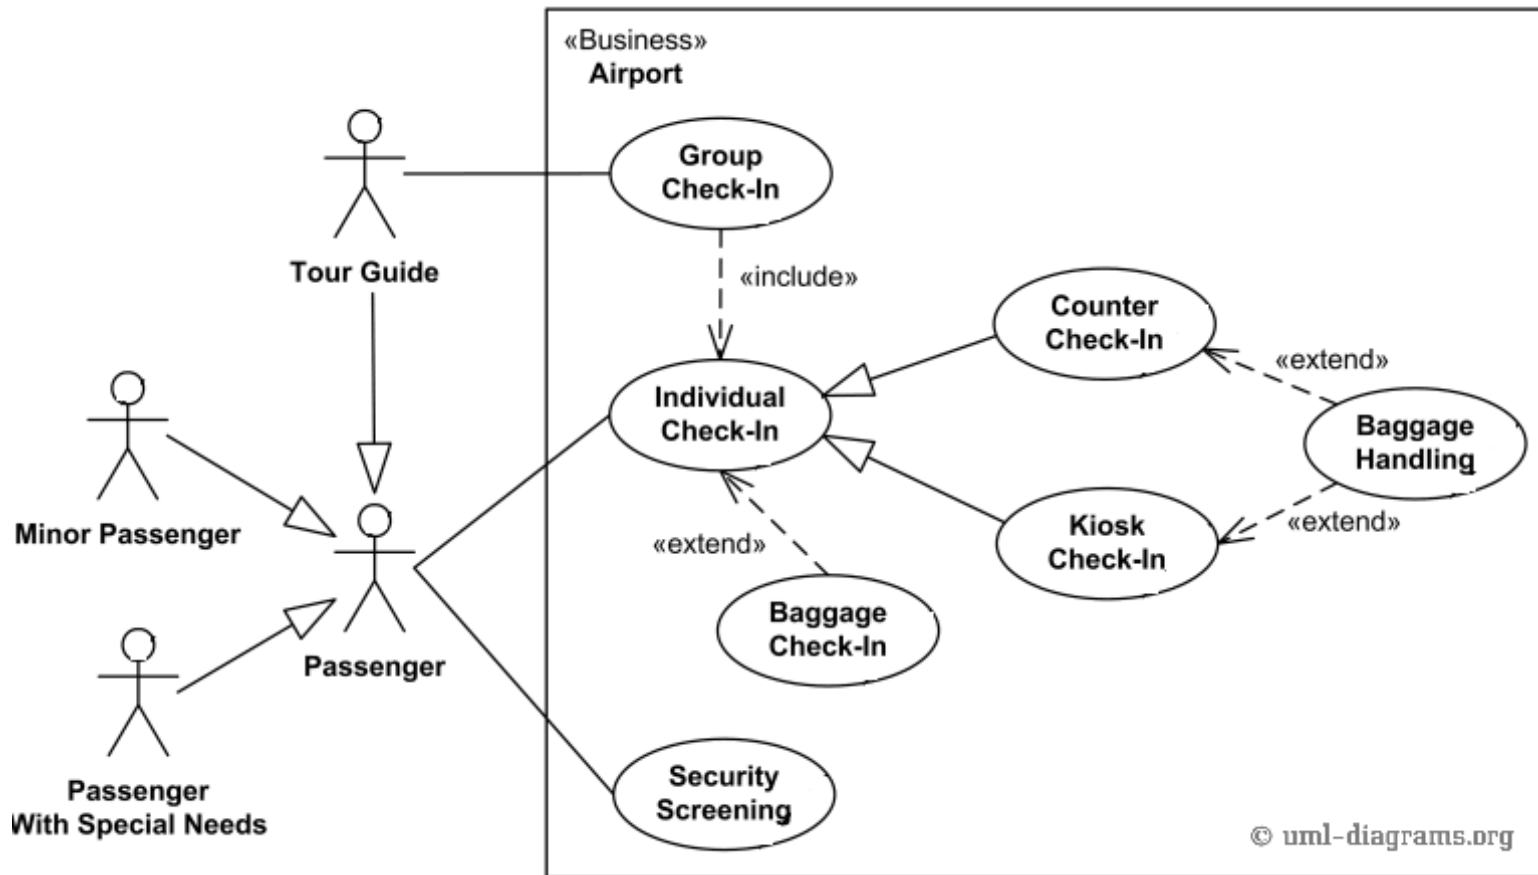 «Business»
Airport
Group
Check-In
Tour Guide
«include»
Counter
Check-In
«extend»
Individual
Check-In
Baggage
Handling
Minor Passenger
«extend»
Kiosk
Check-In
«extend»
Baggage
Check-In
Passenger
Passenger
With Special Needs
Security
Screening
© uml-diagrams.org